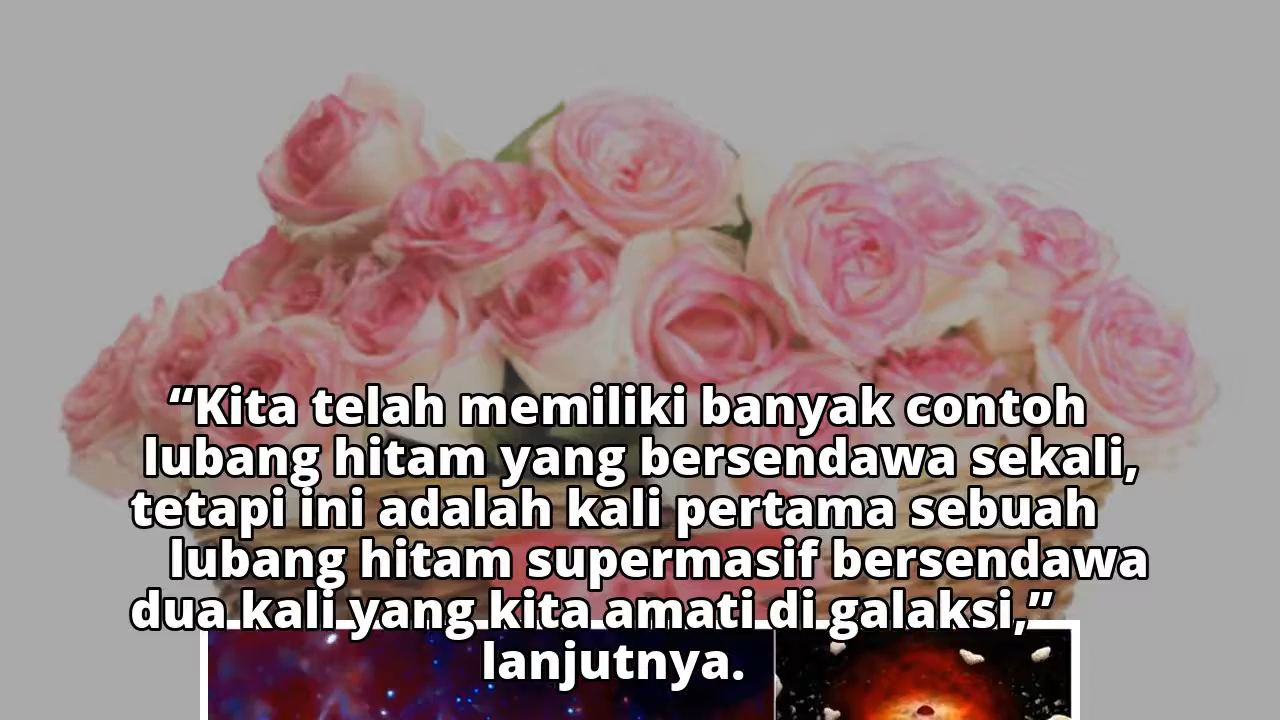 “Kita telah memiliki banyak contoh
lubang hitam yang bersendawa sekali,
tetapi ini adalah kali pertama sebuah
lubang hitam supermasif bersendawa
dua kali yang kita amati di galaksi,”
lanjutnya.